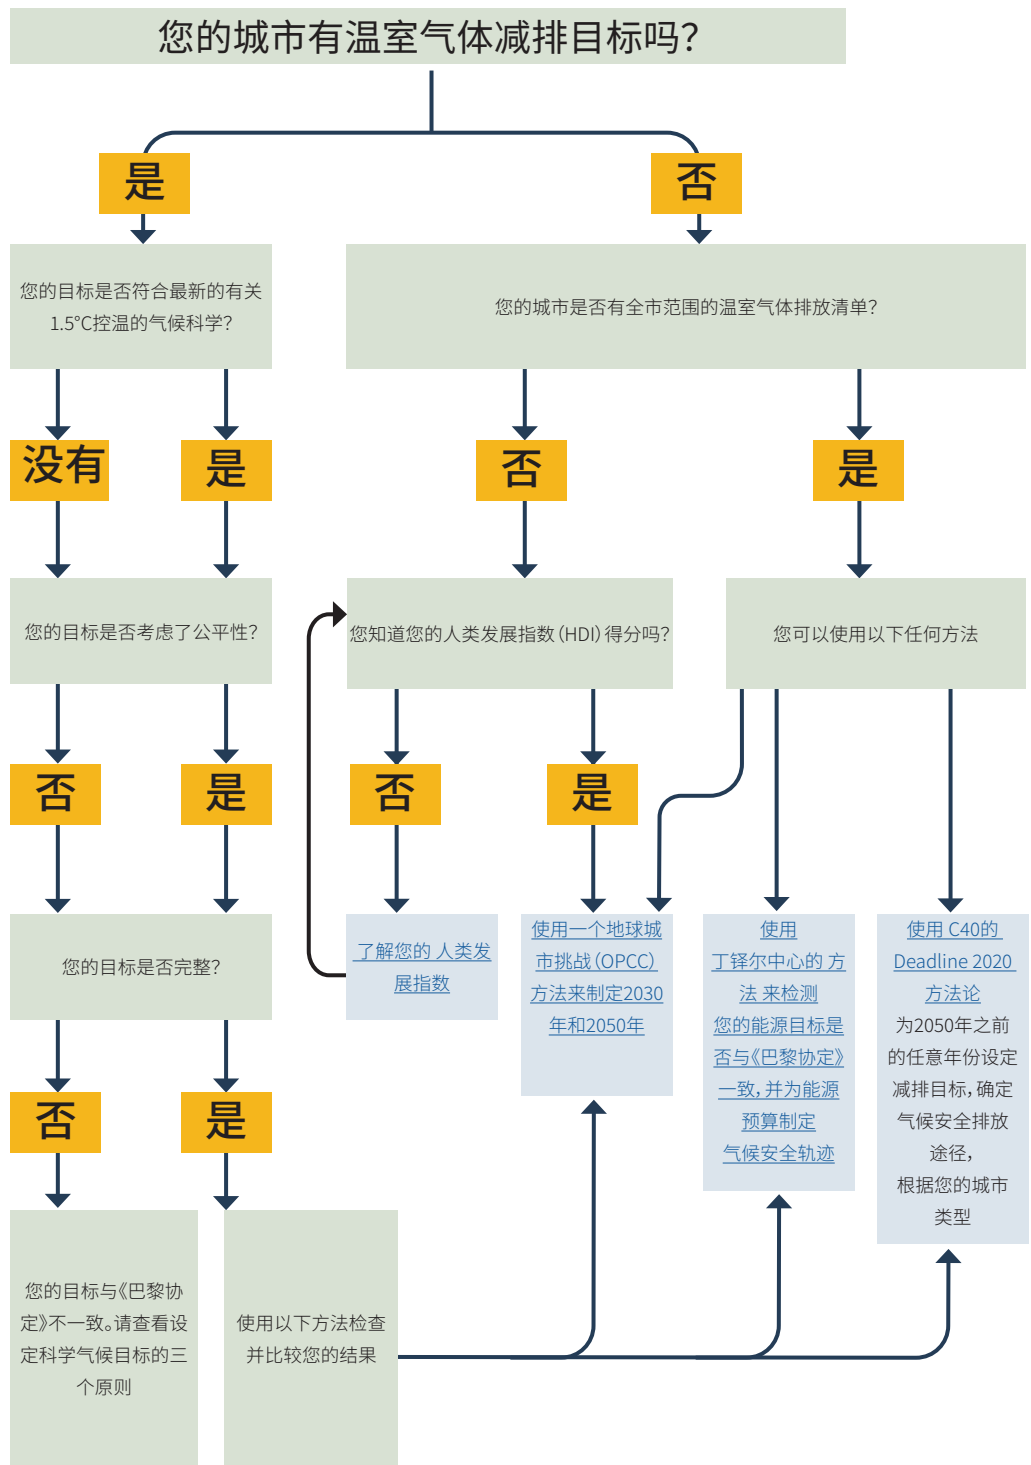 您的城市有温室气体减排目标吗？
是
否
您的目标是否符合最新的有关
1.5°C控温的气候科学？
您的城市是否有全市范围的温室气体排放清单？
没有
是
否
是
您的目标是否考虑了公平性？
您知道您的人类发展指数（HDI）得分吗？
您可以使用以下任何方法
否
是
否
是
您的目标是否完整？
了解您的 人类发
展指数
使用一个地球城
市挑战（OPCC）
方法来制定2030
年和2050年
使用
丁铎尔中心的 方
法 来检测
您的能源目标是
否与《巴黎协定》
一致，并为能源
预算制定
气候安全轨迹
使用 C40的
Deadline 2020
方法论
为2050年之前
的任意年份设定
减排目标，确定
气候安全排放
途径，
根据您的城市
类型
否
是
您的目标与《巴黎协
定》不一致。请查看设
定科学气候目标的三
个原则
使用以下方法检查
并比较您的结果